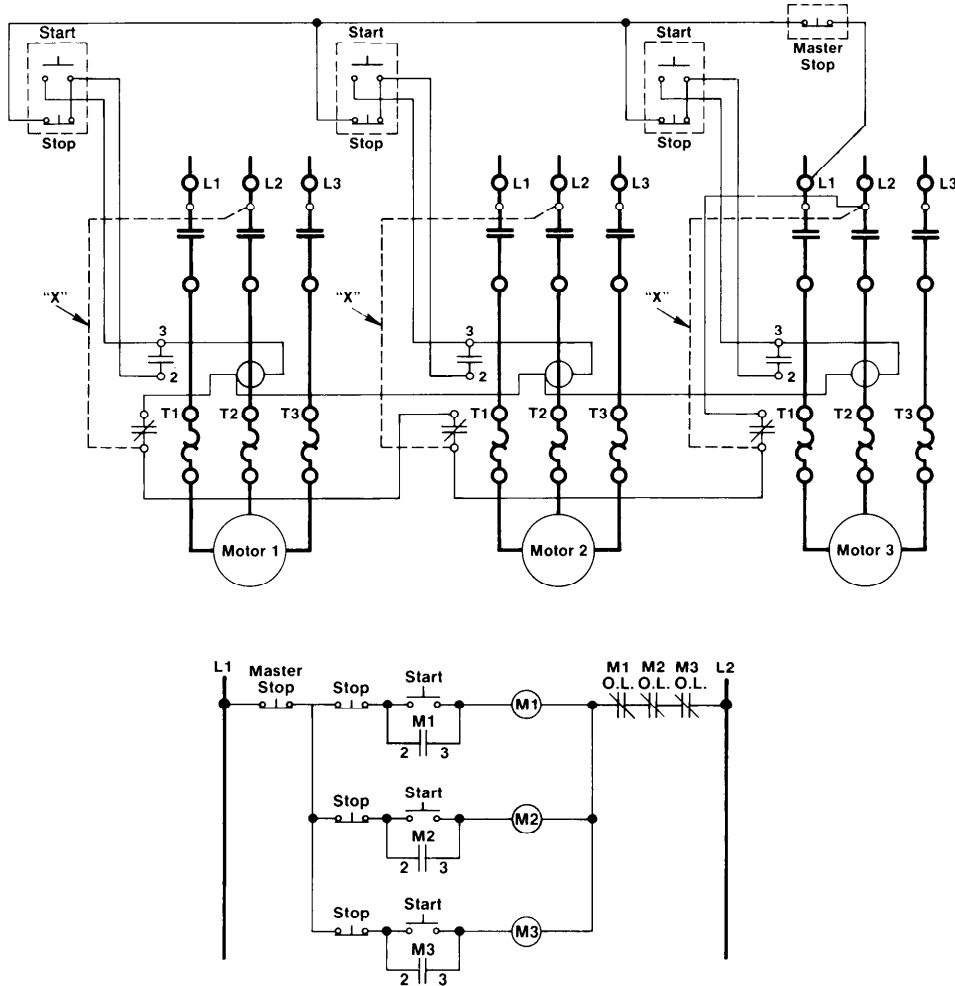 Start Start Start
Master
Stop
Stop Stop Stop
L1 L2 L3 L1 L2 L3 L1 L2 L3
"X" "X" "X"
3 3 3
2 2 2
T1 T2 T3 T1 T2 T3 T1 T2 T3
Motor 1 Motor 2 Motor 3
L1 Master Stop Stop Start M1 M1 O.L. M2 O.L. M3 O.L. L2
M1
2 3
Stop Start M2
M2
2 3
Stop Start M3
M3
2 3